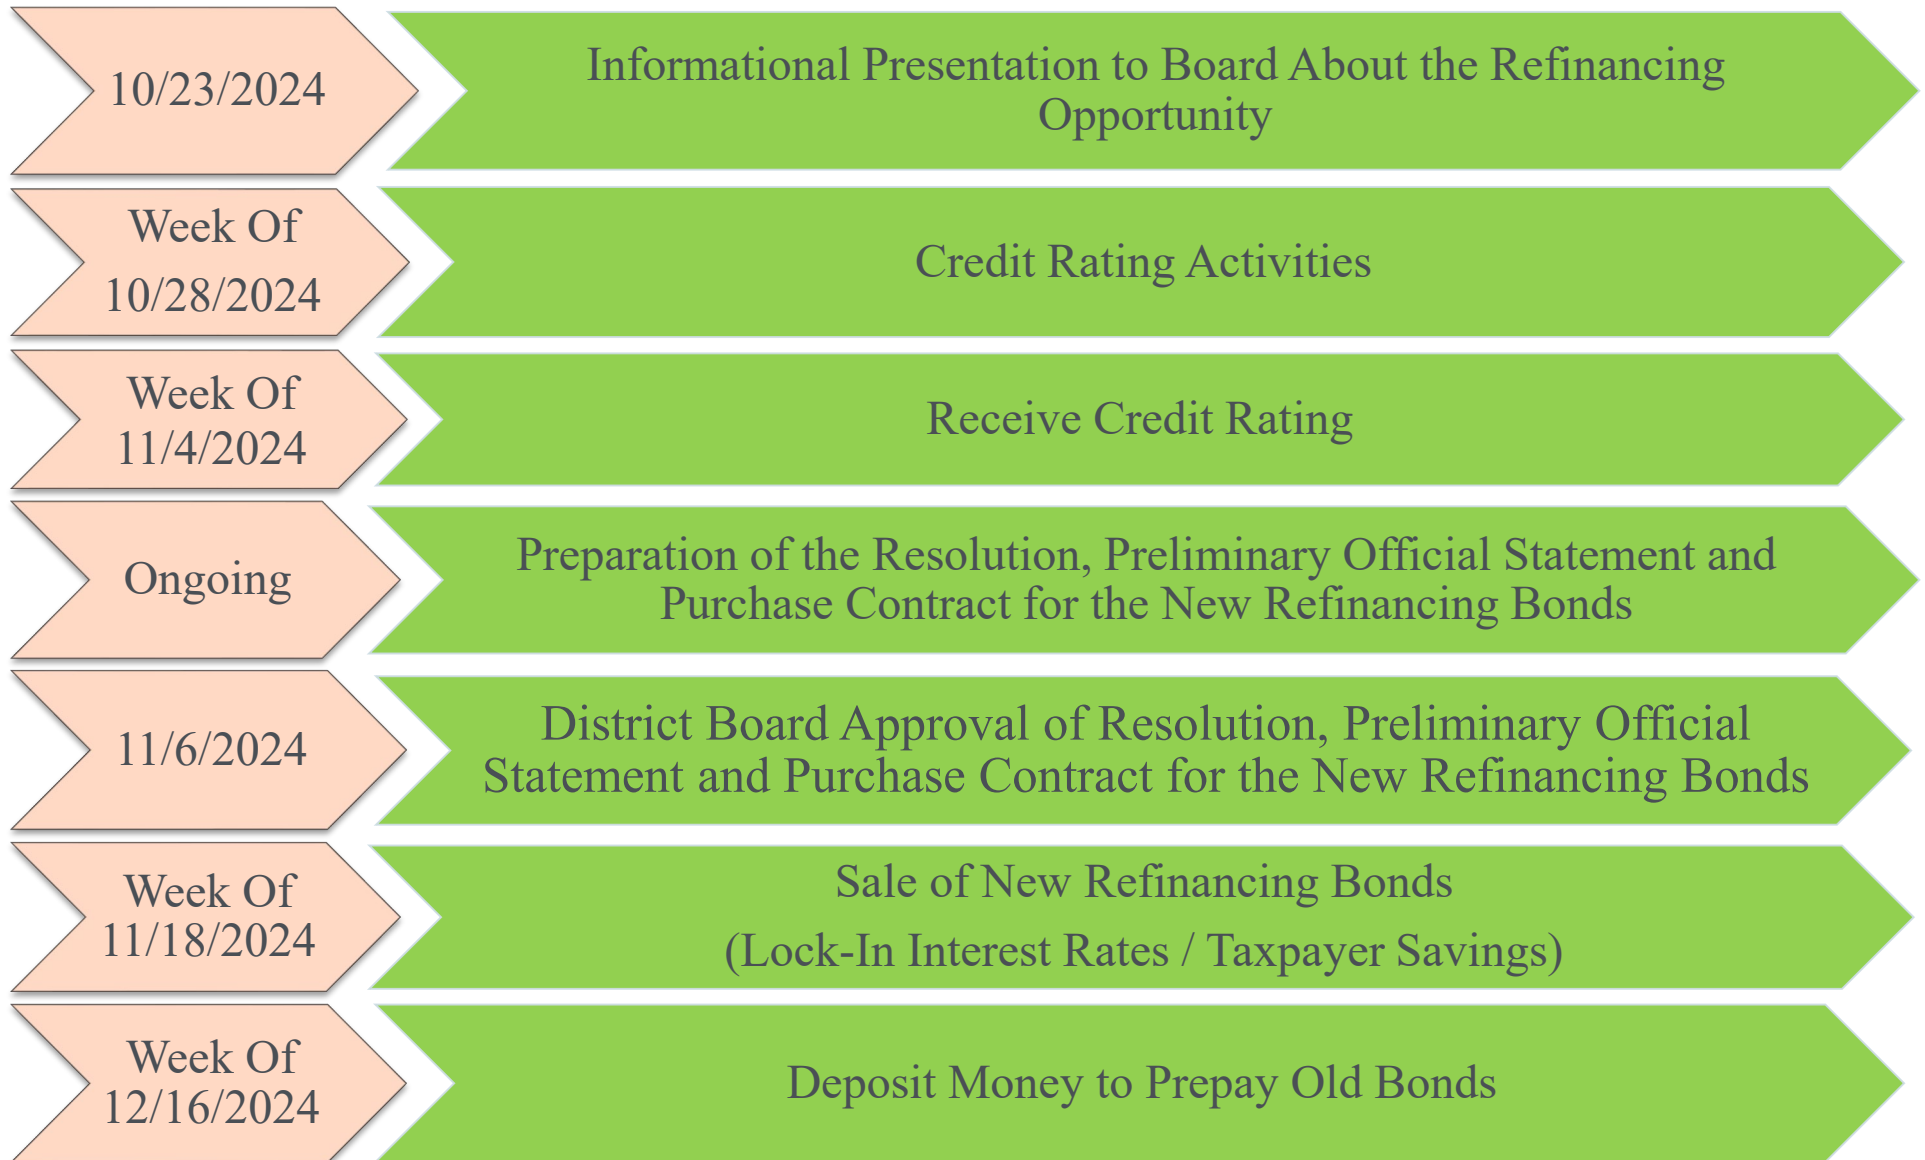 10/23/2024
Informational Presentation to Board About the Refinancing
Opportunity
Week Of
10/28/2024
Credit Rating Activities
Week Of
11/4/2024
Receive Credit Rating
Ongoing
Preparation of the Resolution, Preliminary Official Statement and
Purchase Contract for the New Refinancing Bonds
11/6/2024
District Board Approval of Resolution, Preliminary Official
Statement and Purchase Contract for the New Refinancing Bonds
Week Of
11/18/2024
Sale of New Refinancing Bonds
(Lock-In Interest Rates / Taxpayer Savings)
Week Of
12/16/2024
Deposit Money to Prepay Old Bonds